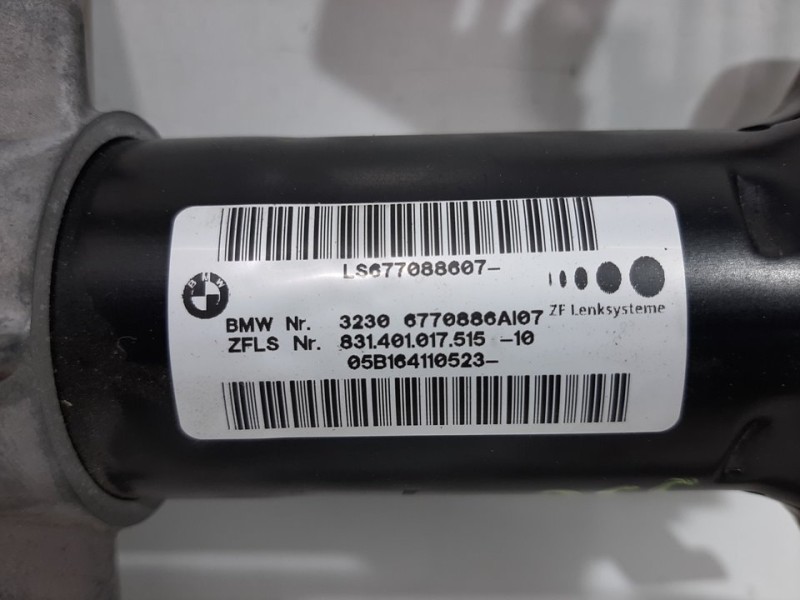 LS677088607-
BMW
BMW Nr. 3230 6770886AI07
ZF Lenksysteme
ZFLS Nr. 831.401.017.515 -10
05B164110523-